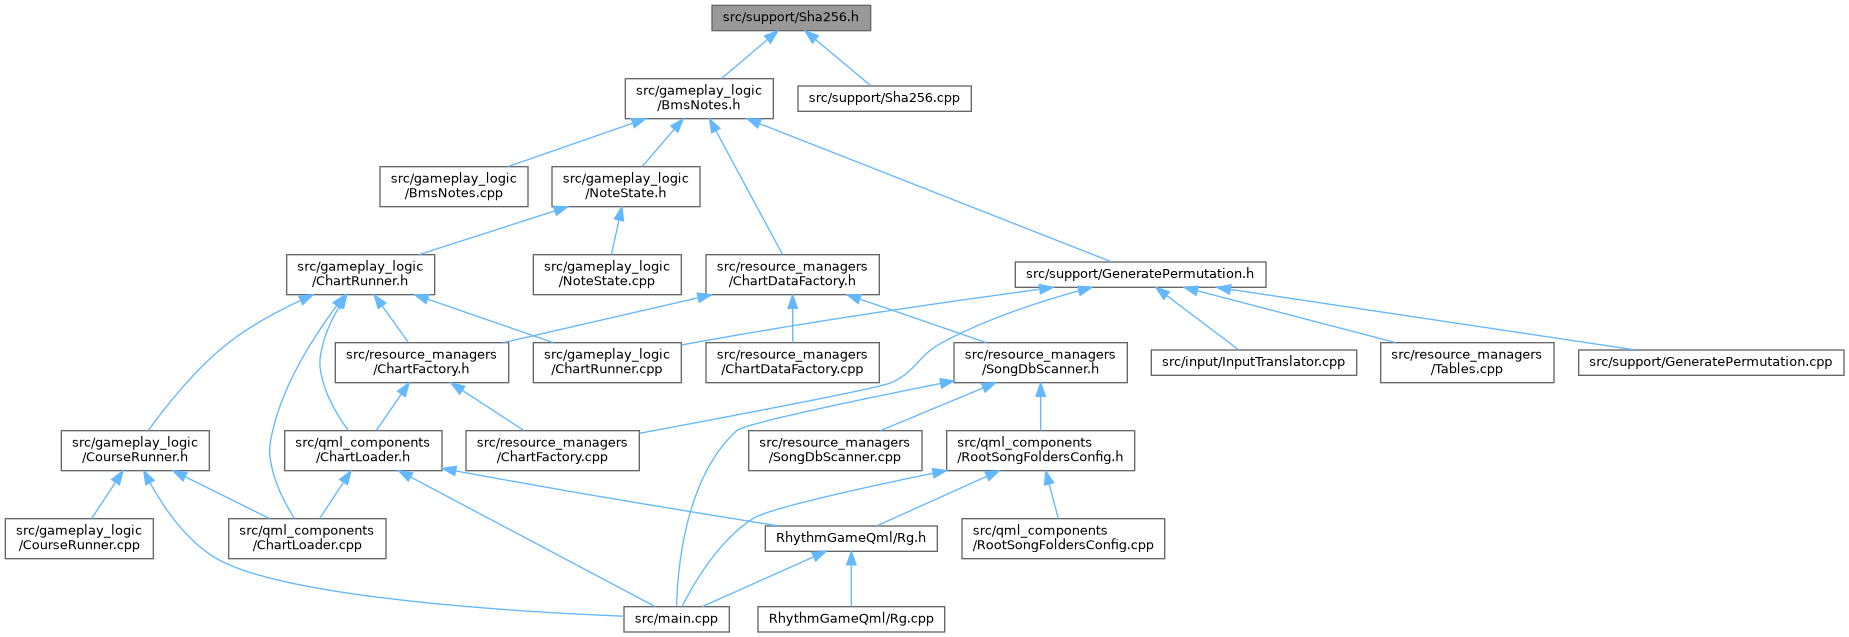 src/support/Sha256.h
src/gameplay_logic
/BmsNotes.h
src/support/Sha256.cpp
src/gameplay_logic
/BmsNotes.cpp
src/gameplay_logic
/NoteState.h
src/gameplay_logic
/ChartRunner.h
src/gameplay_logic
/NoteState.cpp
src/resource_managers
/ChartDataFactory.h
src/support/GeneratePermutation.h
src/resource_managers
/ChartFactory.h
src/gameplay_logic
/ChartRunner.cpp
src/resource_managers
/ChartDataFactory.cpp
src/resource_managers
/SongDbScanner.h
src/input/InputTranslator.cpp
src/resource_managers
/Tables.cpp
src/support/GeneratePermutation.cpp
src/gameplay_logic
/CourseRunner.h
src/qml_components
/ChartLoader.h
src/resource_managers
/ChartFactory.cpp
src/resource_managers
/SongDbScanner.cpp
src/qml_components
/RootSongFoldersConfig.h
src/gameplay_logic
/CourseRunner.cpp
src/qml_components
/ChartLoader.cpp
RhythmGameQml/Rg.h
src/qml_components
/RootSongFoldersConfig.cpp
src/main.cpp
RhythmGameQml/Rg.cpp